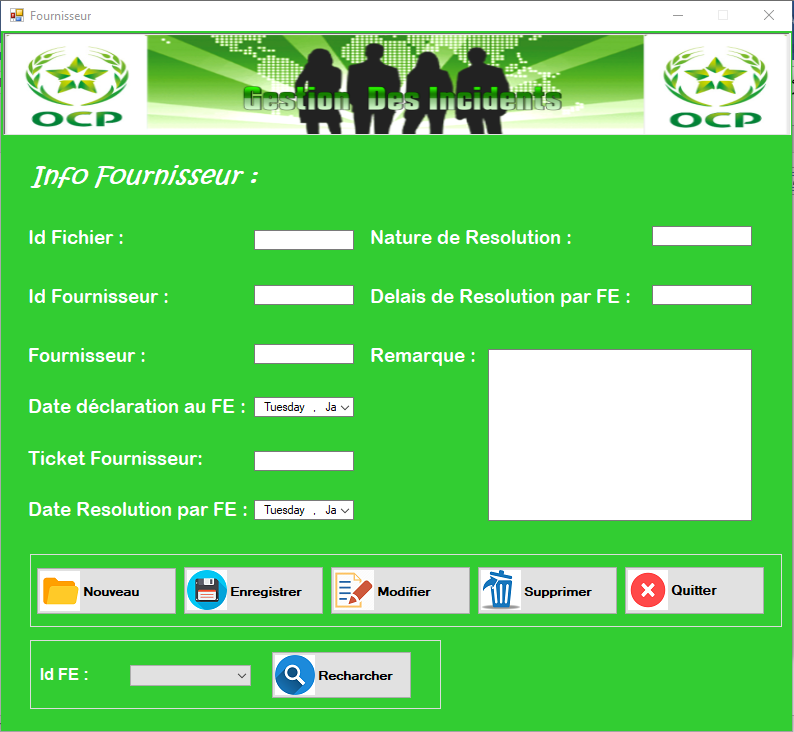 Fournisseur
OCP
Gestion Des Incidents
OCP
Info Fournisseur :
Id Fichier :
Nature de Resolution :
Id Fournisseur :
Delais de Resolution par FE :
Fournisseur :
Remarque :
Date déclaration au FE :
Tuesday , Ja
Ticket Fournisseur:
Date Resolution par FE :
Tuesday , Ja
Nouveau
Enregistrer
Modifier
Supprimer
Quitter
Id FE :
Recharcher